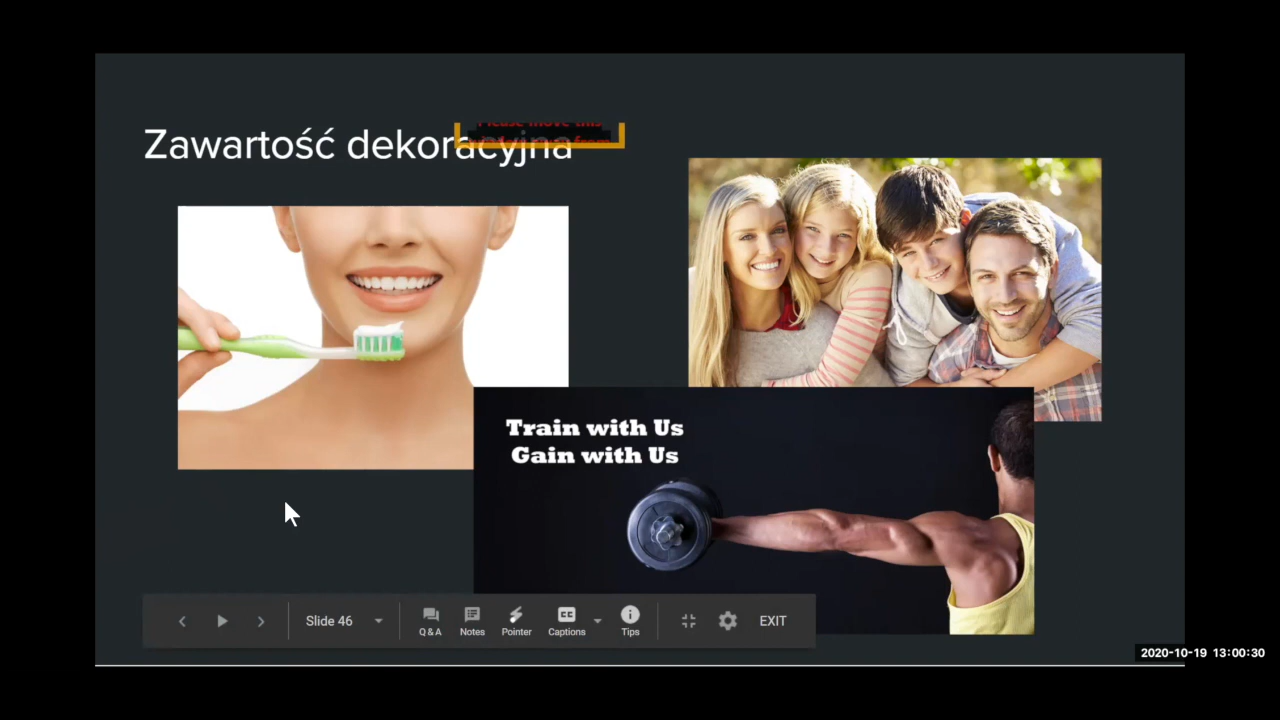 Zawartość dekoracyjna
Please move this
Train with Us
Gain with Us
Slide 46
Q & A
Notes
Pointer
Captions
Tips
EXIT
2020-10-19 13:00:30